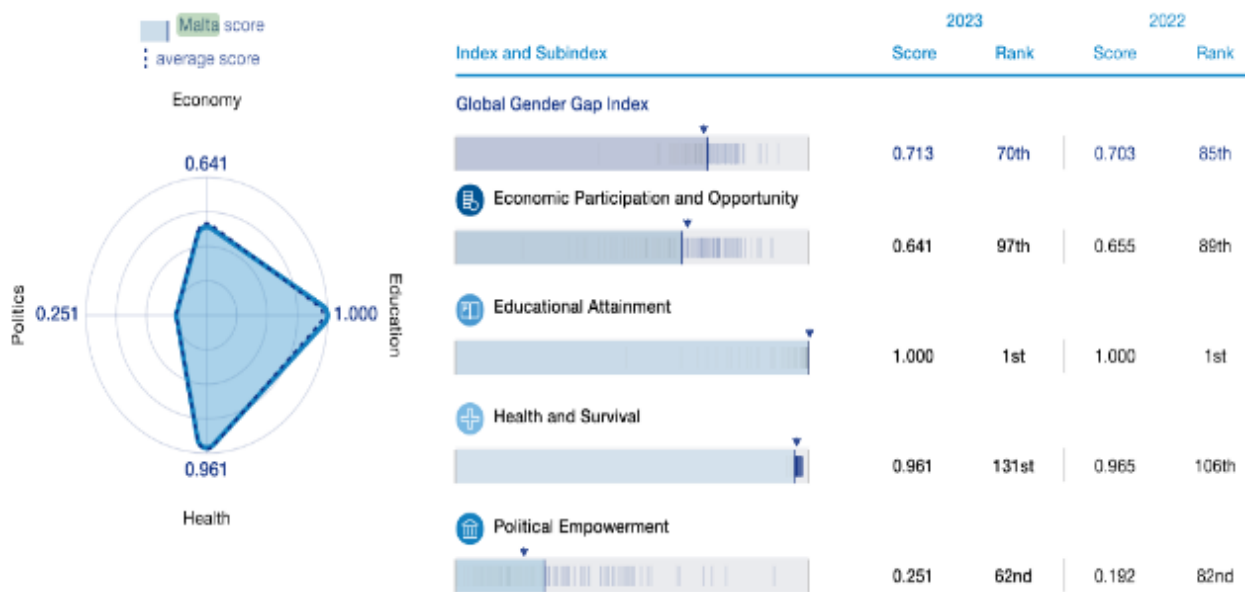 Malta score
average score
Economy
0.641
Politics
0.251
1.000
Education
0.961
Health
2023 2022
Index and Subindex Score Rank Score Rank
Global Gender Gap Index
0.713 70th 0.703 85th
Economic Participation and Opportunity
0.641 97th 0.655 89th
Educational Attainment
1.000 1st 1.000 1st
Health and Survival
0.961 131st 0.965 106th
Political Empowerment
0.251 62nd 0.192 82nd